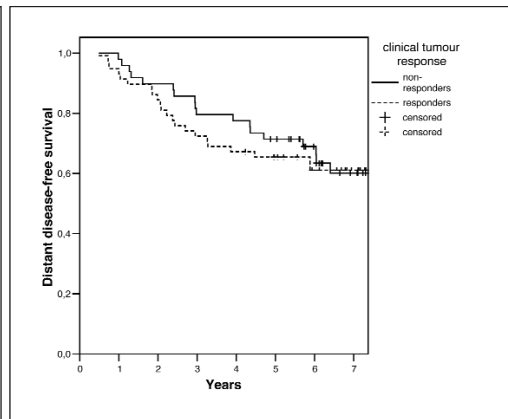 clinical tumour
response
non-
responders
responders
censored
censored
Distant disease-free survival
1,0
0,8
0,6
0,4
0,2
0,0
0 1 2 3 4 5 6 7
Years